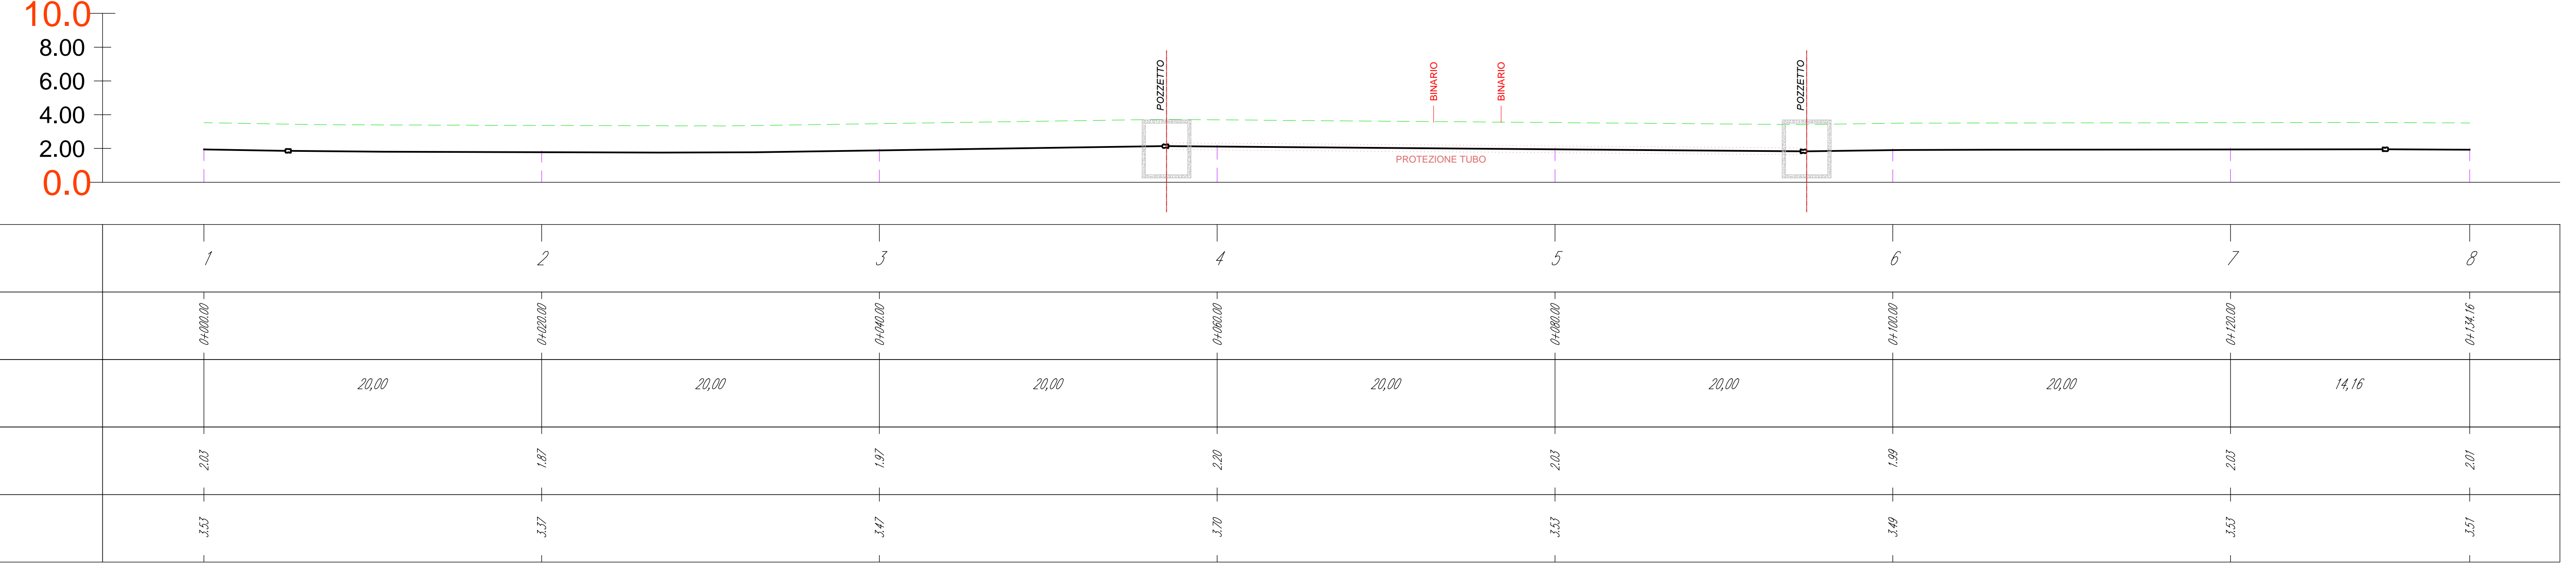 10.0
8.00
6.00
4.00
2.00
0.0
POZZETTO
BINARIO
BINARIO
POZZETTO
PROTEZIONE TUBO
1 2 3 4 5 6 7 8
0+000.00 0+020.00 0+040.00 0+060.00 0+080.00 0+100.00 0+120.00 0+134.16
20,00 20,00 20,00 20,00 20,00 20,00 14,16
2.03 1.87 1.97 2.20 2.03 1.99 2.03 2.01
3.53 3.37 3.47 3.70 3.53 3.49 3.53 3.51